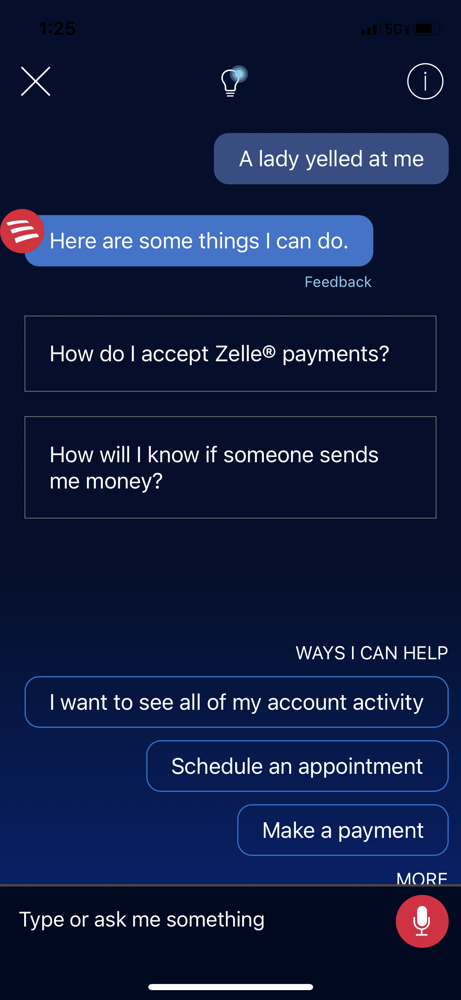 1:25
5G E
A lady yelled at me
Here are some things I can do.
Feedback
How do I accept Zelle® payments?
How will I know if someone sends
me money?
WAYS I CAN HELP
I want to see all of my account activity
Schedule an appointment
Make a payment
MORE
Type or ask me something